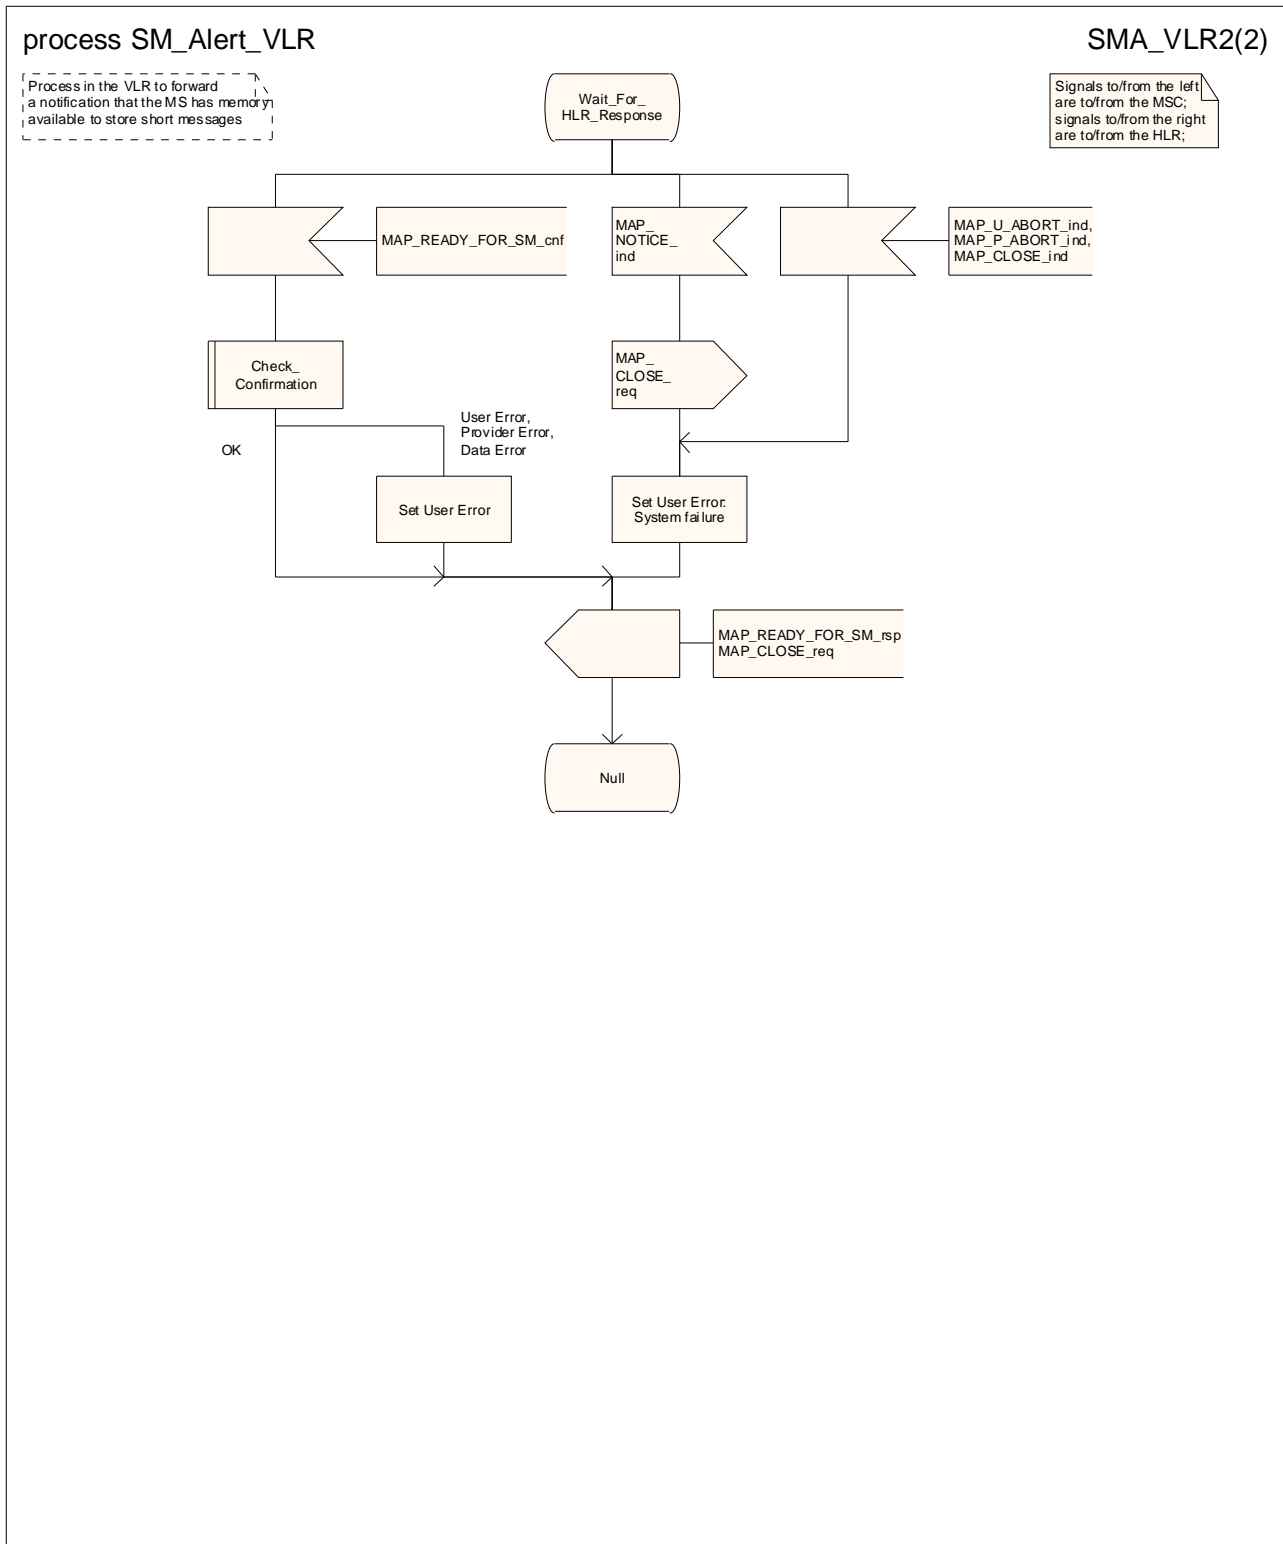 process SM_Alert_VLR
SMA_VLR2(2)
Process in the VLR to forward
a notification that the MS has memory
available to store short messages
Wait_For_
HLR_Response
Signals to/from the left
are to/from the MSC;
signals to/from the right
are to/from the HLR;
MAP_READY_FOR_SM_cnf
MAP_
NOTICE_
ind
MAP_U_ABORT_ind,
MAP_P_ABORT_ind,
MAP_CLOSE_ind
Check_
Confirmation
MAP_
CLOSE_
req
OK
User Error,
Provider Error,
Data Error
Set User Error
Set User Error:
System failure
MAP_READY_FOR_SM_rsp
MAP_CLOSE_req
Null